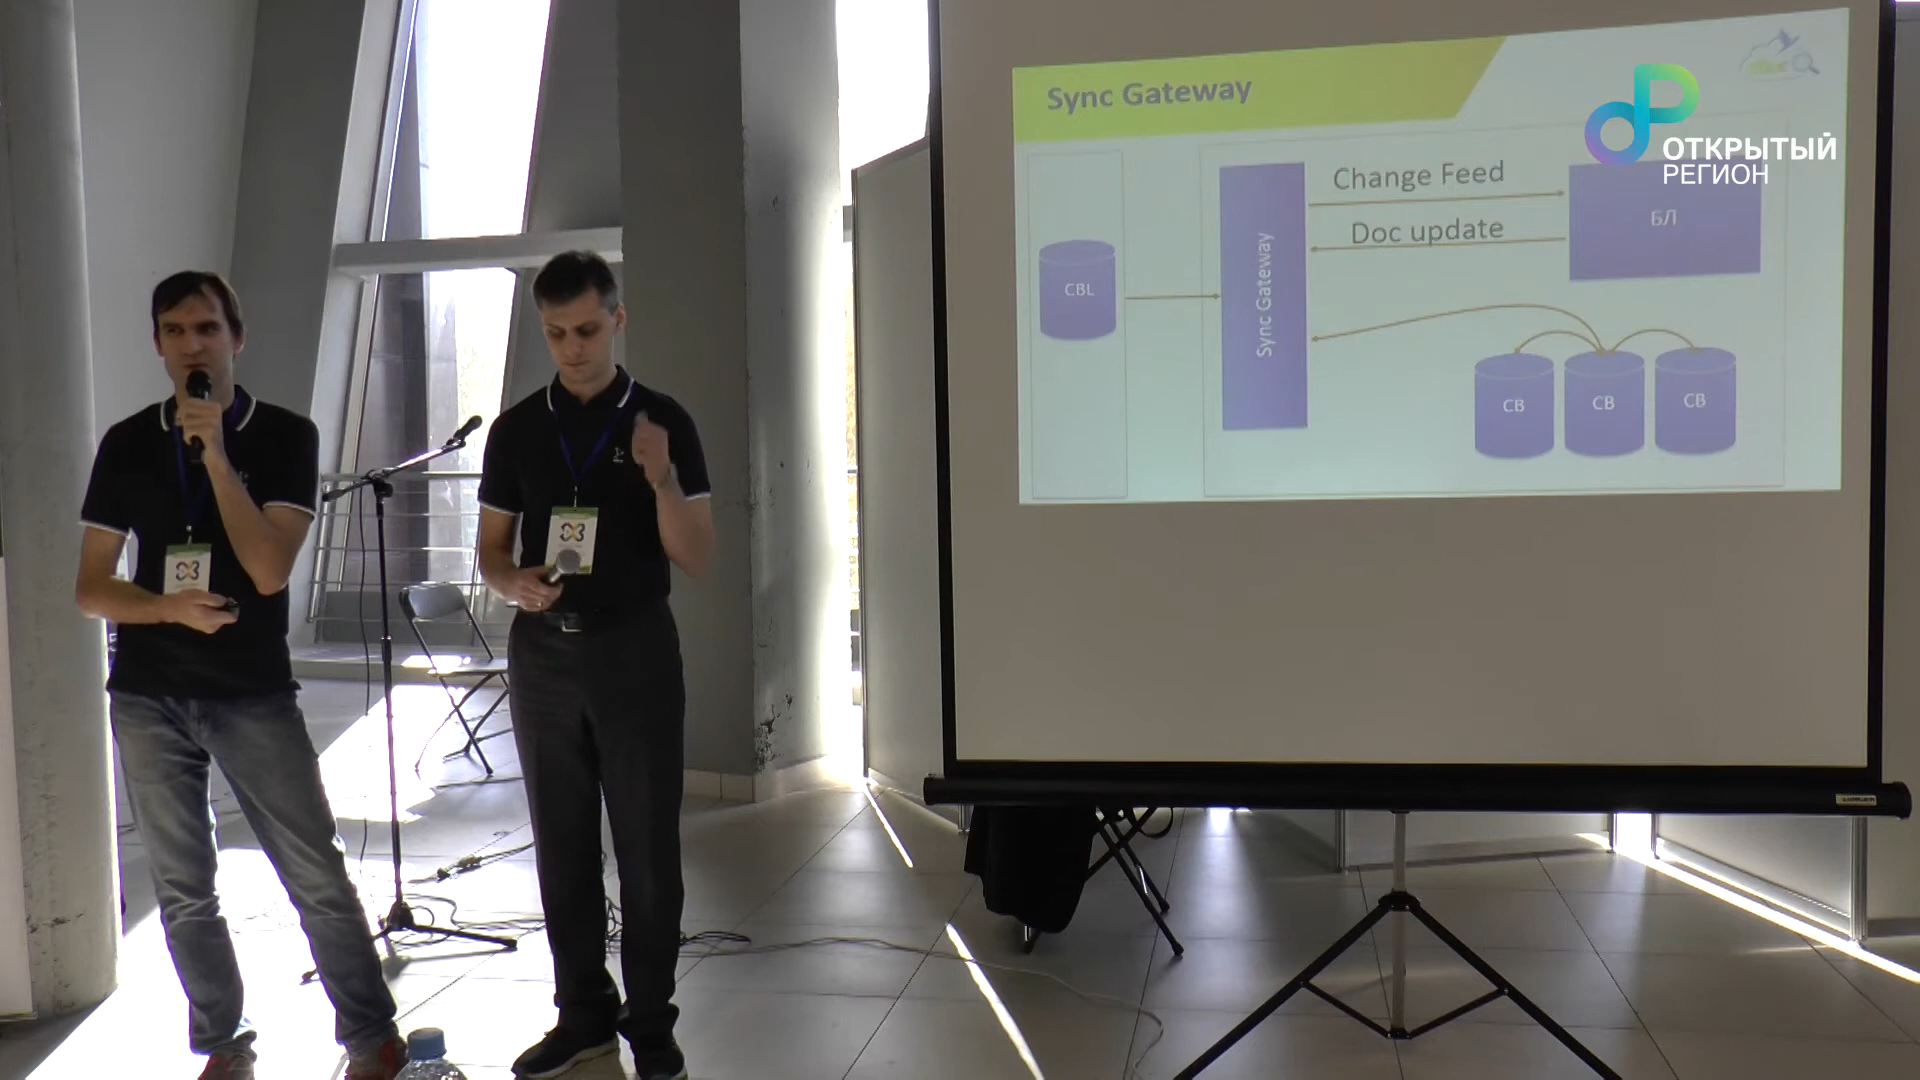 Sync Gateway
ОТКРЫТЫЙ
РЕГИОН
Change Feed
Doc update
БЛ
CBL
Sync Gateway
CB
CB
CB